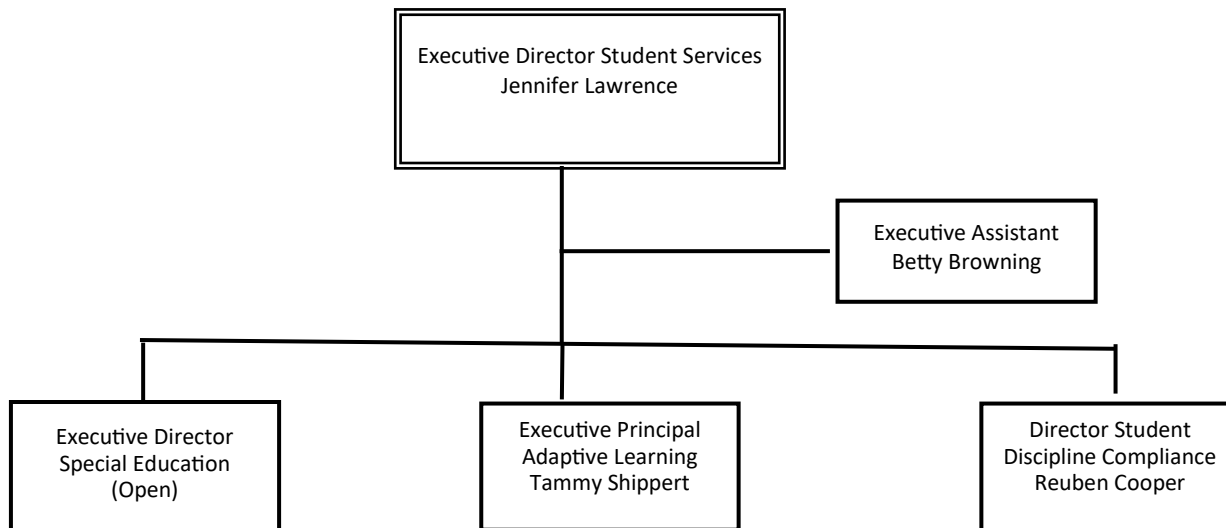 Executive Director Student Services
Jennifer Lawrence
Executive Assistant
Betty Browning
Executive Director
Special Education
(Open)
Executive Principal
Adaptive Learning
Tammy Shippert
Director Student
Discipline Compliance
Reuben Cooper